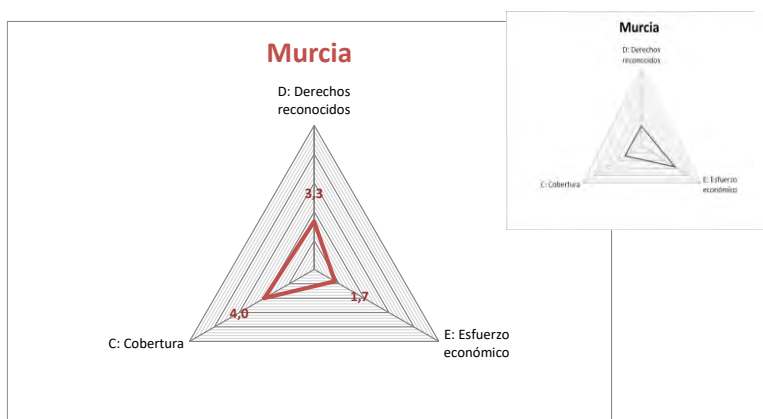 Murcia
D: Derechos
reconocidos
3,3
1,7
4,0
C: Cobertura
E: Esfuerzo
económico
Murcia
D: Derechos
reconocidos
C: Cobertura
E: Esfuerzo
económico